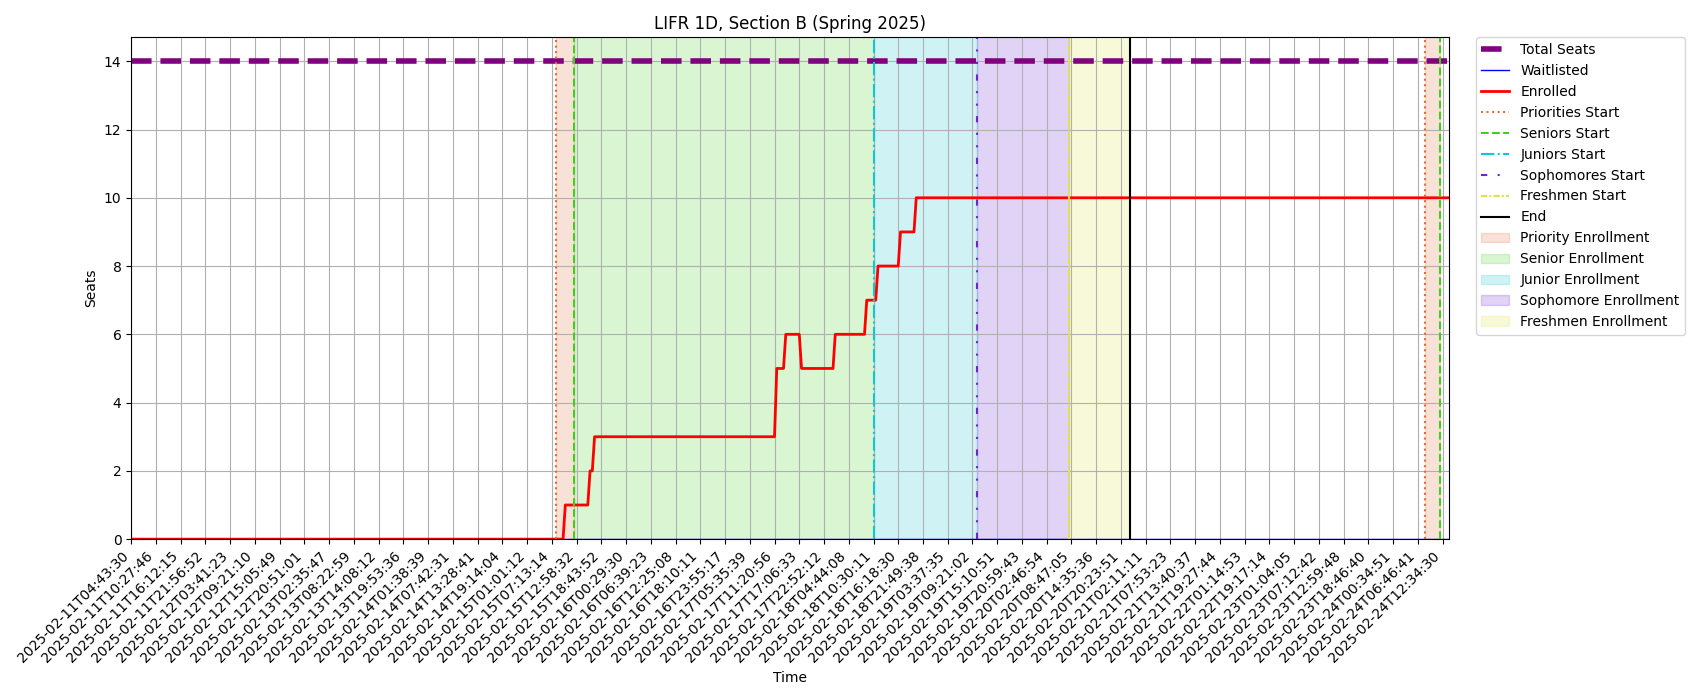 LIFR 1D, Section B (Spring 2025)
14
12
10
8
6
4
2
0
Seats
Total Seats
Waitlisted
Enrolled
Priorities Start
Seniors Start
Juniors Start
Sophomores Start
Freshmen Start
End
Priority Enrollment
Senior Enrollment
Junior Enrollment
Sophomore Enrollment
Freshmen Enrollment
2025-02-11T04:43:30
2025-02-11T10:27:46
2025-02-11T16:12:15
2025-02-11T21:56:52
2025-02-12T03:41:23
2025-02-12T09:21:10
2025-02-12T15:05:49
2025-02-12T20:51:01
2025-02-13T02:35:47
2025-02-13T08:22:59
2025-02-13T14:08:12
2025-02-13T19:53:36
2025-02-14T01:38:39
2025-02-14T07:42:31
2025-02-14T13:28:41
2025-02-14T19:14:04
2025-02-15T01:01:12
2025-02-15T07:13:14
2025-02-15T12:58:32
2025-02-15T18:43:52
2025-02-16T00:29:30
2025-02-16T06:39:23
2025-02-16T12:25:08
2025-02-16T18:10:11
2025-02-16T23:55:17
2025-02-17T05:35:39
2025-02-17T11:20:56
2025-02-17T17:06:33
2025-02-17T22:52:12
2025-02-18T04:44:08
2025-02-18T10:30:11
2025-02-18T16:18:30
2025-02-18T21:49:38
2025-02-19T03:37:35
2025-02-19T09:21:02
2025-02-19T15:10:51
2025-02-19T20:59:43
2025-02-20T02:46:54
2025-02-20T08:47:05
2025-02-20T14:35:36
2025-02-20T20:23:51
2025-02-21T02:11:11
2025-02-21T07:53:23
2025-02-21T13:40:37
2025-02-21T19:27:44
2025-02-22T01:14:53
2025-02-22T19:17:14
2025-02-23T01:04:05
2025-02-23T07:12:42
2025-02-23T12:59:48
2025-02-23T18:46:40
2025-02-24T00:34:51
2025-02-24T06:46:41
2025-02-24T12:34:30
Time